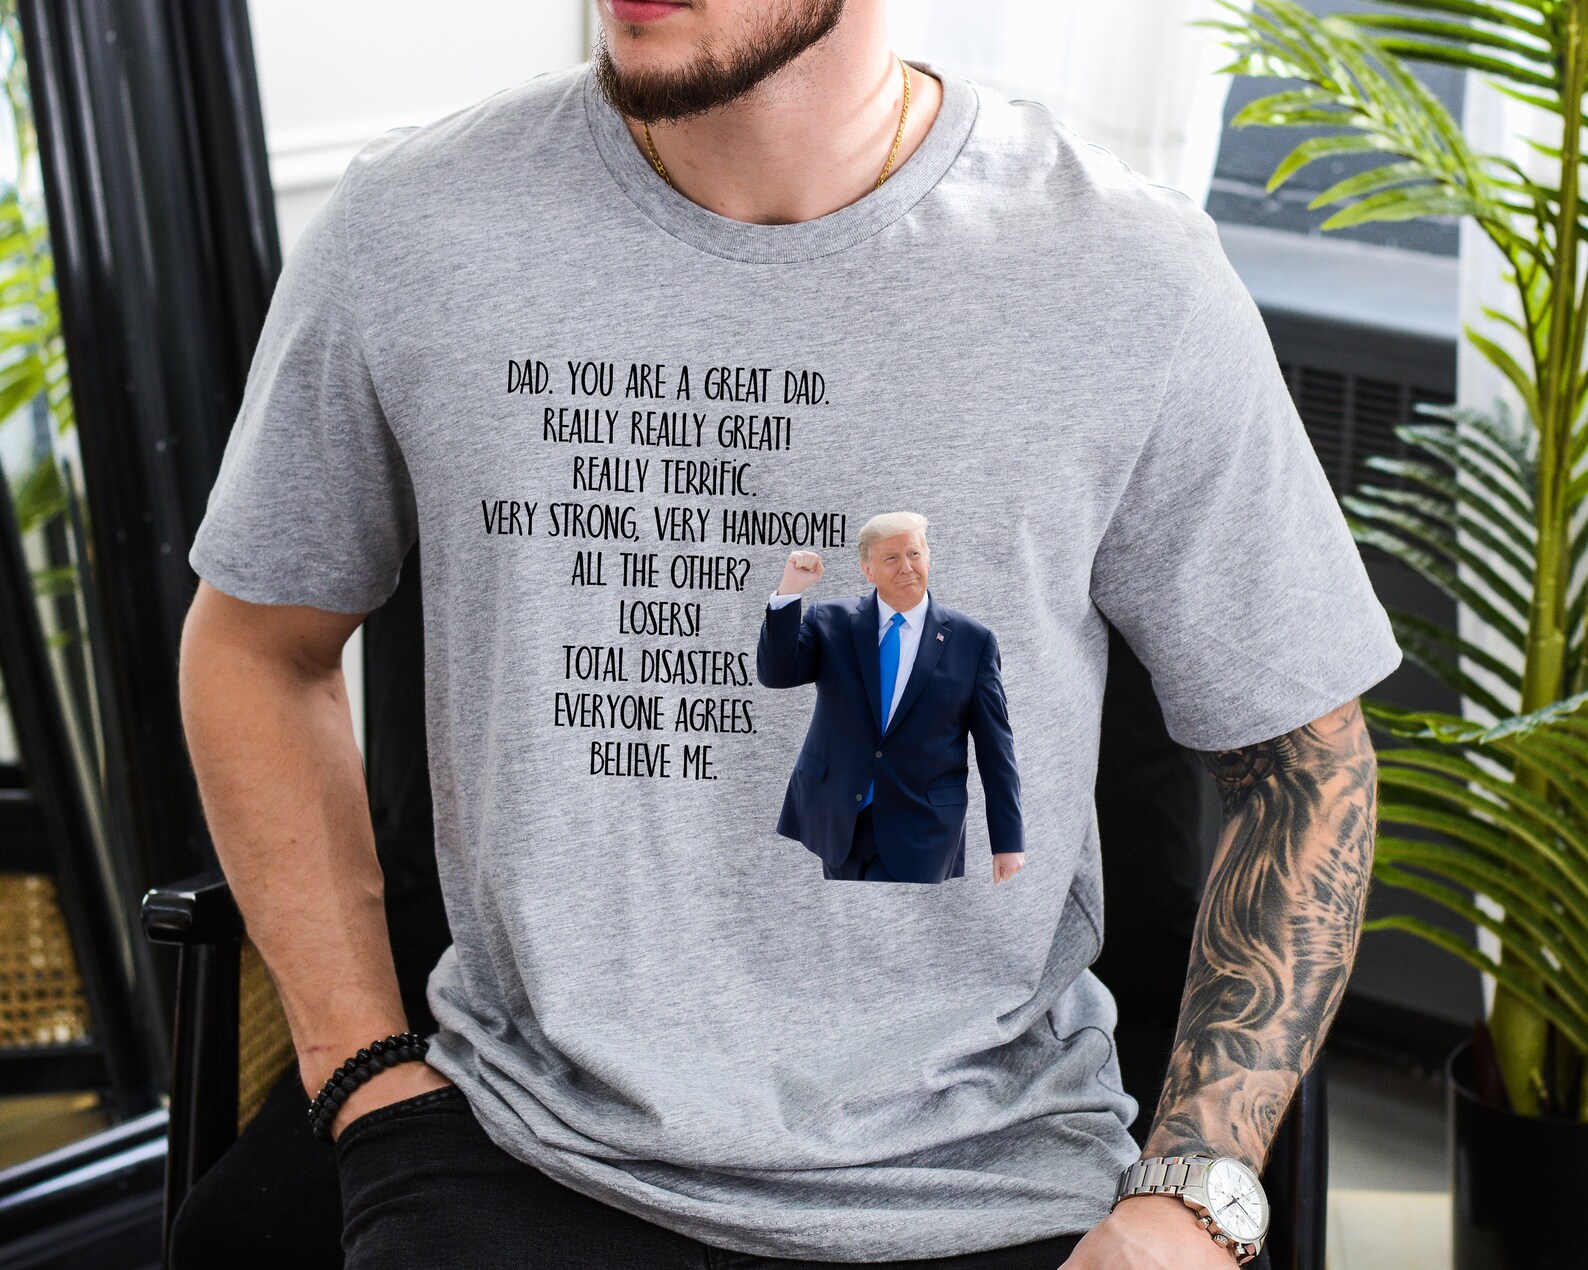 DAD. YOU ARE A GREAT DAD.
REALLY REALLY GREAT!
REALLY TERRiFiC.
VERY STRONG, VERY HANDSOME!
ALL THE OTHER?
LOSERS!
TOTAL DISASTERS.
EVERYONE AGREES.
BELIEVE ME.